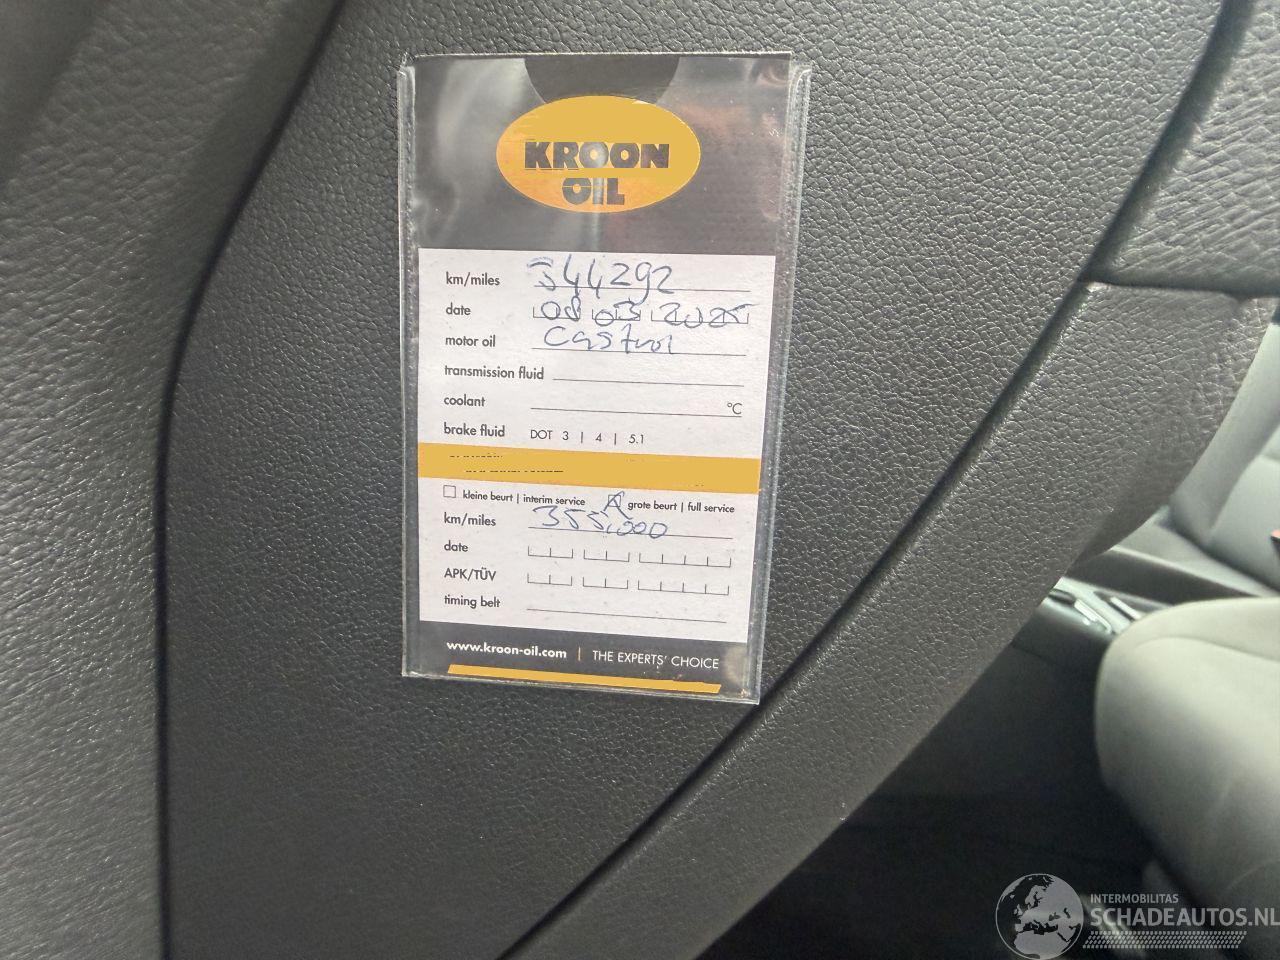 KROON
OIL
km/miles 344292
date 08 03 2025
motor oil Castrol
transmission fluid
coolant °C
brake fluid DOT 3 | 4 | 5.1
kleine beurt | interim service grote beurt | full service
km/miles 355.000
date
APK/TÜV
timing belt
www.kroon-oil.com | THE EXPERTS' CHOICE
INTERMOBILITAS
SCHADEAUTOS.NL